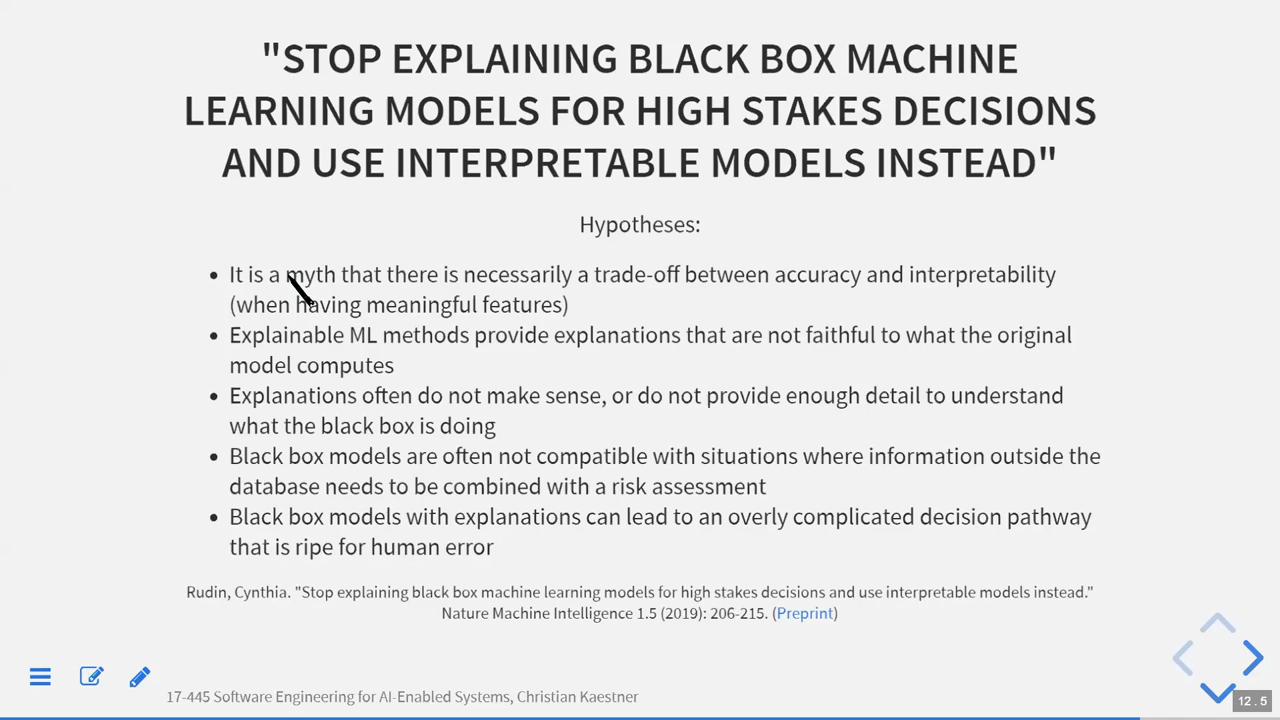 "STOP EXPLAINING BLACK BOX MACHINE
LEARNING MODELS FOR HIGH STAKES DECISIONS
AND USE INTERPRETABLE MODELS INSTEAD"
Hypotheses:
• It is a myth that there is necessarily a trade-off between accuracy and interpretability
(when having meaningful features)
• Explainable ML methods provide explanations that are not faithful to what the original
model computes
• Explanations often do not make sense, or do not provide enough detail to understand
what the black box is doing
• Black box models are often not compatible with situations where information outside the
database needs to be combined with a risk assessment
• Black box models with explanations can lead to an overly complicated decision pathway
that is ripe for human error
Rudin, Cynthia. "Stop explaining black box machine learning models for high stakes decisions and use interpretable models instead."
Nature Machine Intelligence 1.5 (2019): 206-215. (Preprint)
17-445 Software Engineering for AI-Enabled Systems, Christian Kaestner
12.5